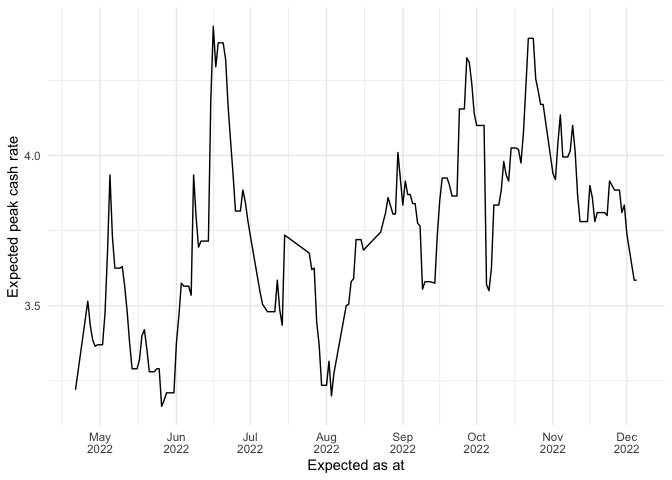 Expected peak cash rate
4.0
3.5
May Jun Jul Aug Sep Oct Nov Dec
2022 2022 2022 2022 2022 2022 2022 2022
Expected as at